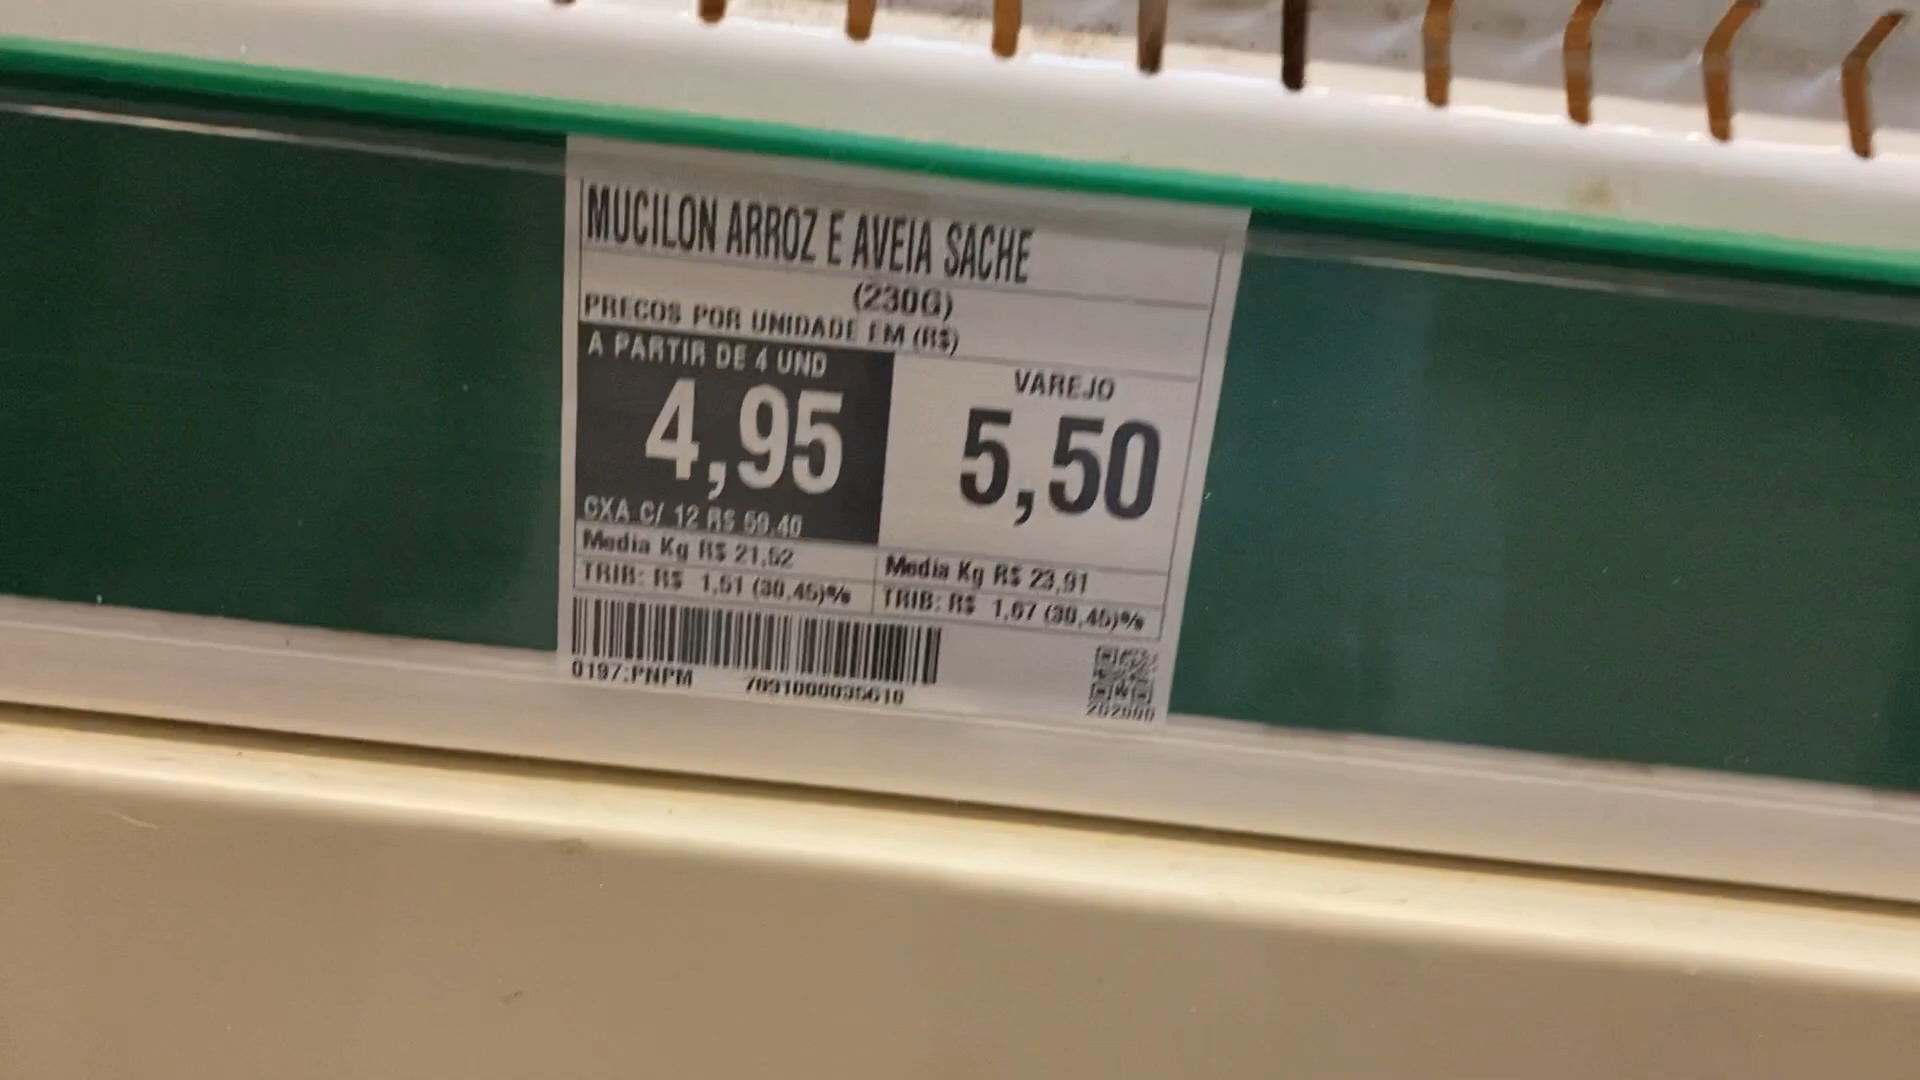 MUCILON ARROZ E AVEIA SACHE
(230G)
PRECOS POR UNIDADE EM (R$)
A PARTIR DE 4 UND
4,95
CXA C/ 12 R$ 59,40
Media Kg R$ 21,52
TRIB: R$ 1,51 (30,45)%
VAREJO
5,50
Media Kg R$ 23,91
TRIB: R$ 1,67 (30,45)%
0197:PNPM